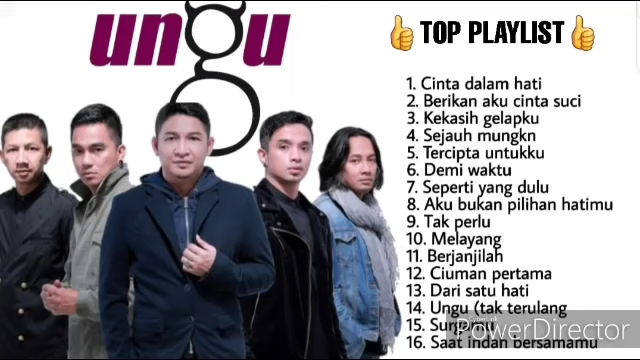 ungu
👍TOP PLAYLIST👍
1. Cinta dalam hati
2. Berikan aku cinta suci
3. Kekasih gelapku
4. Sejauh mungkn
5. Tercipta untukku
6. Demi waktu
7. Seperti yang dulu
8. Aku bukan pilihan hatimu
9. Tak perlu
10. Melayang
11. Berjanjilah
12. Ciuman pertama
13. Dari satu hati
14. Ungu (tak terulang
15.
CyberLink
PowerDirector
16. Saat indah bersamamu